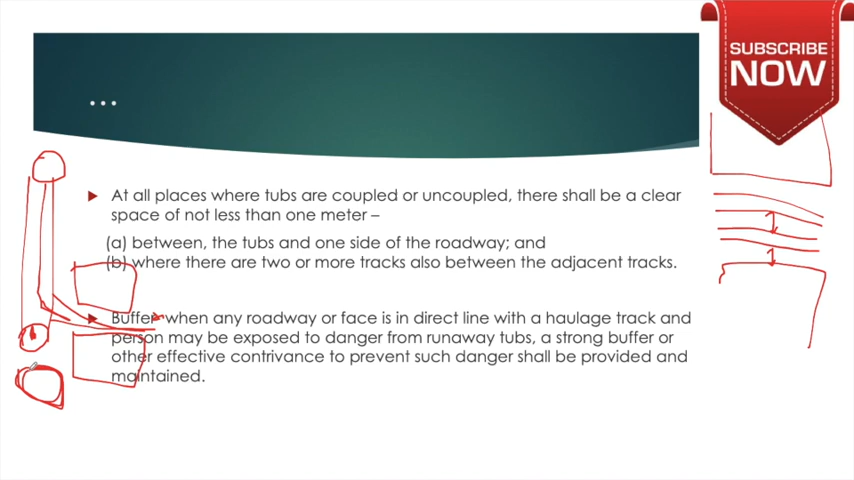 SUBSCRIBE
NOW
...
At all places where tubs are coupled or uncoupled, there shall be a clear
space of not less than one meter –
(a) between, the tubs and one side of the roadway; and
(b) where there are two or more tracks also between the adjacent tracks.
Buffer- when any roadway or face is in direct line with a haulage track and
person may be exposed to danger from runaway tubs, a strong buffer or
other effective contrivance to prevent such danger shall be provided and
maintained.